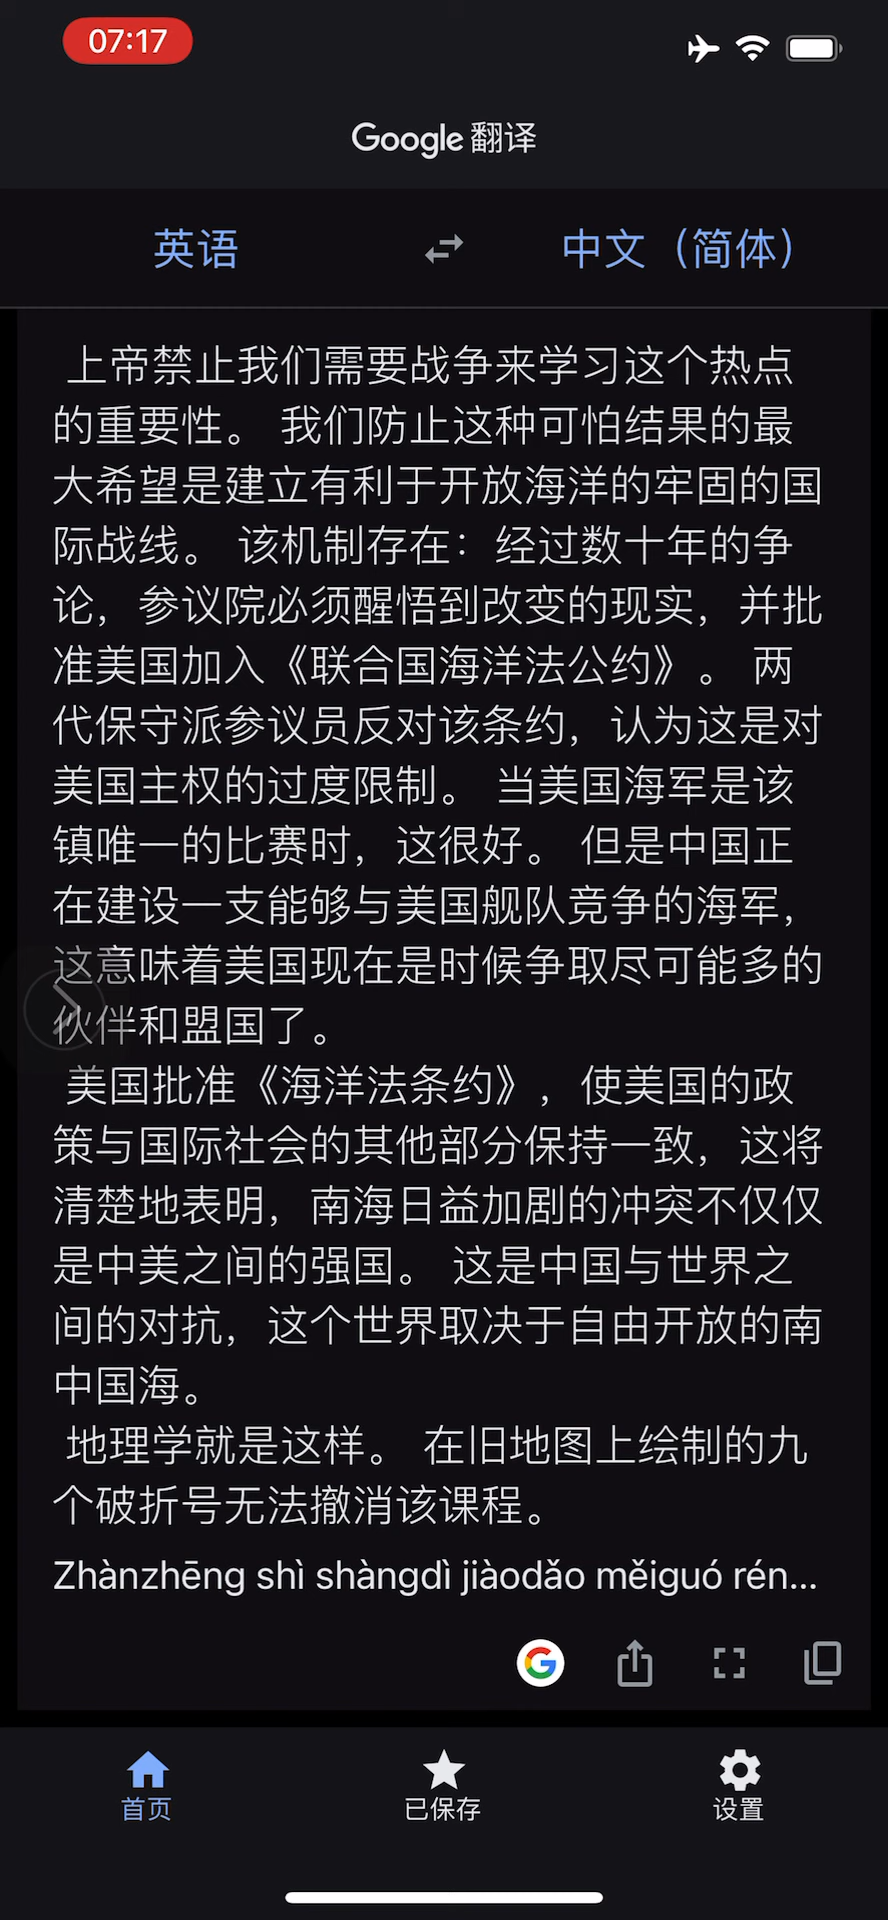 07:17
Google 翻译
英语
中文（简体）
上帝禁止我们需要战争来学习这个热点
的重要性。 我们防止这种可怕结果的最
大希望是建立有利于开放海洋的牢固的国
际战线。 该机制存在：经过数十年的争
论，参议院必须醒悟到改变的现实，并批
准美国加入《联合国海洋法公约》。 两
代保守派参议员反对该条约，认为这是对
美国主权的过度限制。 当美国海军是该
镇唯一的比赛时，这很好。 但是中国正
在建设一支能够与美国舰队竞争的海军，
这意味着美国现在是时候争取尽可能多的
伙伴和盟国了。
美国批准《海洋法条约》，使美国的政
策与国际社会的其他部分保持一致，这将
清楚地表明，南海日益加剧的冲突不仅仅
是中美之间的强国。 这是中国与世界之
间的对抗，这个世界取决于自由开放的南
中国海。
地理学就是这样。 在旧地图上绘制的九
个破折号无法撤消该课程。
Zhànzhēng shì shàngdì jiàodǎo měiguó rén...
首页
已保存
设置